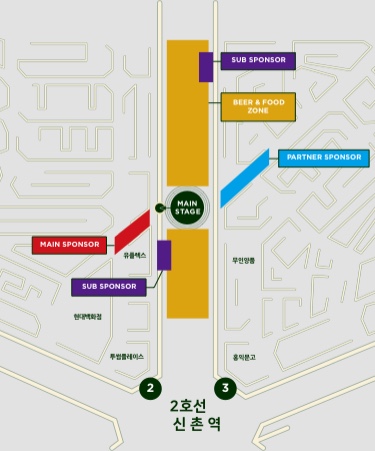 SUB SPONSOR
BEER & FOOD
ZONE
PARTNER SPONSOR
MAIN
STAGE
MAIN SPONSOR
유플렉스
무인양품
SUB SPONSOR
현대백화점
투썸플레이스
홍익문고
2
3
2호선
신촌역